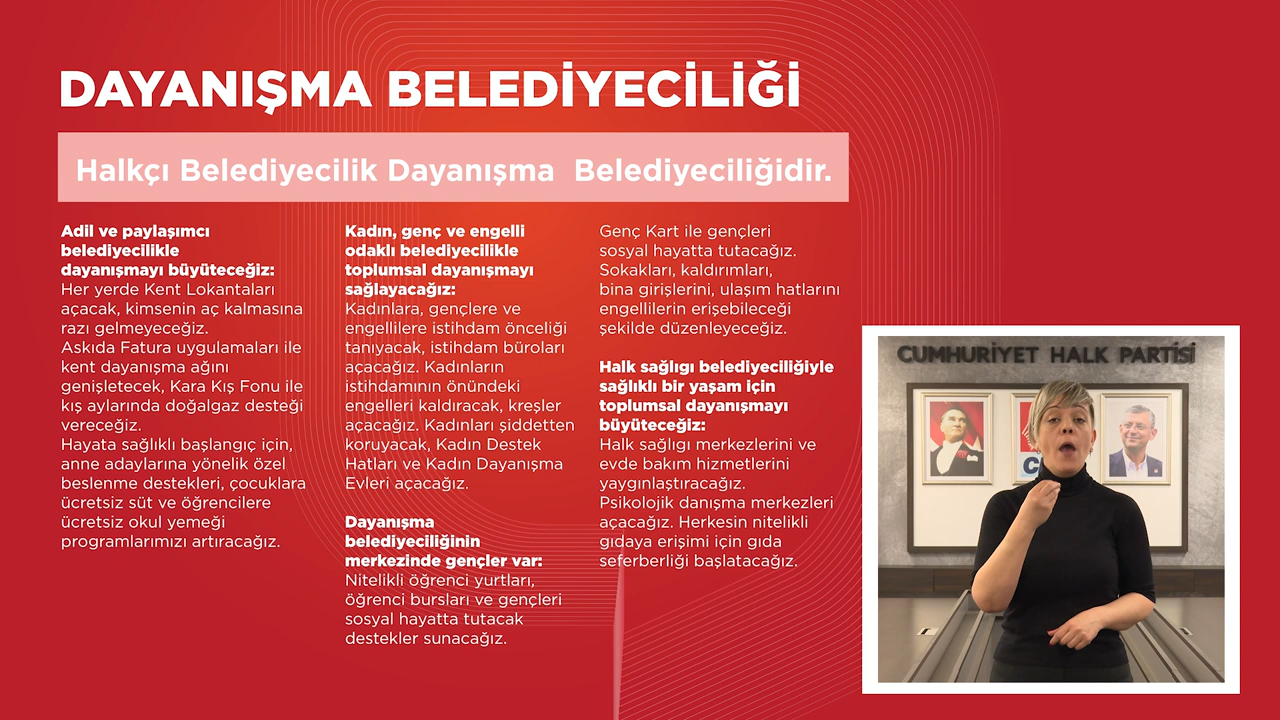 DAYANIŞMA BELEDİYECİLİĞİ
Halkçı Belediyecilik Dayanışma Belediyeciliğidir.
Adil ve paylaşımcı
belediyecilikle
dayanışmayı büyüteceğiz:
Her yerde Kent Lokantaları
açacak, kimsenin aç kalmasına
razı gelmeyeceğiz.
Askıda Fatura uygulamaları ile
kent dayanışma ağını
genişletecek, Kara Kış Fonu ile
kış aylarında doğalgaz desteği
vereceğiz.
Hayata sağlıklı başlangıç için,
anne adaylarına yönelik özel
beslenme destekleri, çocuklara
ücretsiz süt ve öğrencilere
ücretsiz okul yemeği
programlarımızı artıracağız.
Kadın, genç ve engelli
odaklı belediyecilikle
toplumsal dayanışmayı
sağlayacağız:
Kadınlara, gençlere ve
engellilere istihdam önceliği
tanıyacak, istihdam büroları
açacağız. Kadınların
istihdamının önündeki
engelleri kaldıracak, kreşler
açacağız. Kadınları şiddetten
koruyacak, Kadın Destek
Hatları ve Kadın Dayanışma
Evleri açacağız.
Dayanışma
belediyeciliğinin
merkezinde gençler var:
Nitelikli öğrenci yurtları,
öğrenci bursları ve gençleri
sosyal hayatta tutacak
destekler sunacağız.
Genç Kart ile gençleri
sosyal hayatta tutacağız.
Sokakları, kaldırımları,
bina girişlerini, ulaşım hatlarını
engellilerin erişebileceği
şekilde düzenleyeceğiz.
Halk sağlıgı belediyeciliğiyle
sağlıklı bir yaşam için
toplumsal dayanışmayı
büyüteceğiz:
Halk sağlıgı merkezlerini ve
evde bakım hizmetlerini
yaygınlaştıracağız.
Psikolojik danışma merkezleri
açacağız. Herkesin nitelikli
gıdaya erişimi için gıda
seferberliği başlatacağız.
CUMHURİYET HALK PARTİSİ